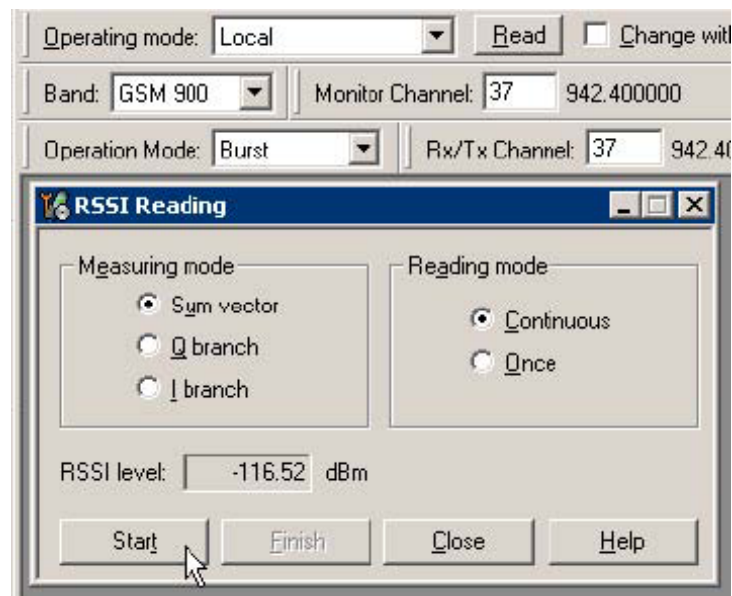 Operating mode: Local Read Change with
Band: GSM 900 Monitor Channel: 37 942.400000
Operation Mode: Burst Rx/Tx Channel: 37 942.40
RSSI Reading
Measuring mode Reading mode
Sum vector Continuous
Q branch Once
I branch
RSSI level: -116.52 dBm
Start Finish Close Help